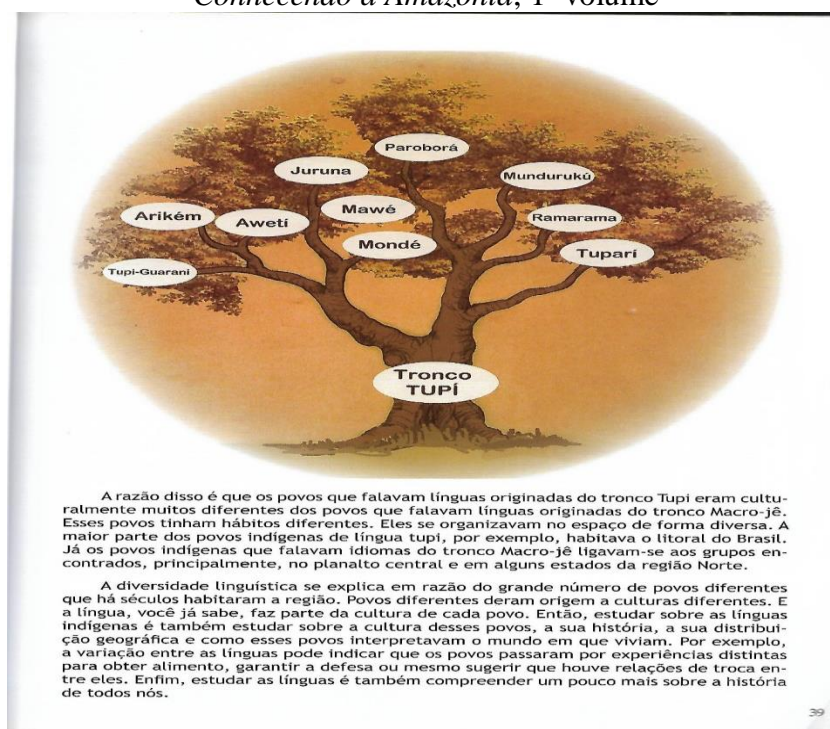 Conhecendo a Amazônia, 1º volume
Paroborá
Juruna
Mundurukú
Arikém
Awetí
Mawé
Ramarama
Mondé
Tuparí
Tupi-Guarani
Tronco
TUPÍ
A razão disso é que os povos que falavam línguas originadas do tronco Tupi eram cultu-
ralmente muitos diferentes dos povos que falavam línguas originadas do tronco Macro-jê.
Esses povos tinham hábitos diferentes. Eles se organizavam no espaço de forma diversa. A
maior parte dos povos indígenas de língua tupi, por exemplo, habitava o litoral do Brasil.
Já os povos indígenas que falavam idiomas do tronco Macro-jê ligavam-se aos grupos en-
contrados, principalmente, no planalto central e em alguns estados da região Norte.
A diversidade linguística se explica em razão do grande número de povos diferentes
que há séculos habitaram a região. Povos diferentes deram origem a culturas diferentes. E
a língua, você já sabe, faz parte da cultura de cada povo. Então, estudar sobre as línguas
indígenas é também estudar sobre a cultura desses povos, a sua história, a sua distribui-
ção geográfica e como esses povos interpretavam o mundo em que viviam. Por exemplo,
a variação entre as línguas pode indicar que os povos passaram por experiências distintas
para obter alimento, garantir a defesa ou mesmo sugerir que houve relações de troca en-
tre eles. Enfim, estudar as línguas é também compreender um pouco mais sobre a história
de todos nós.
39